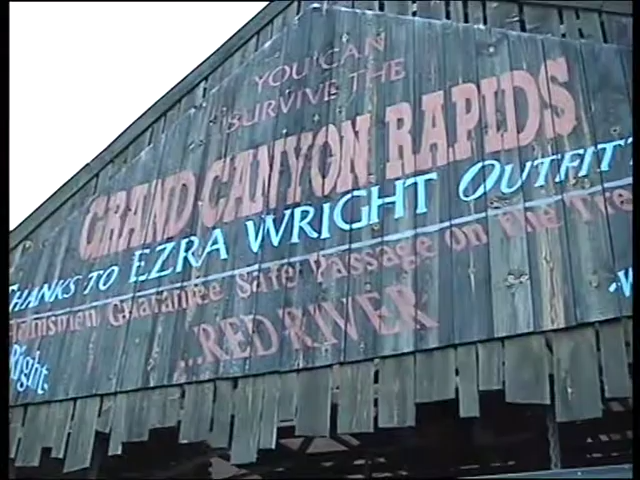 YOU CAN
SURVIVE THE
GRAND CANYON RAPIDS
THANKS TO EZRA WRIGHT OUTFIT
Guarantee Safe Passage on the
...RED RIVER
Right.